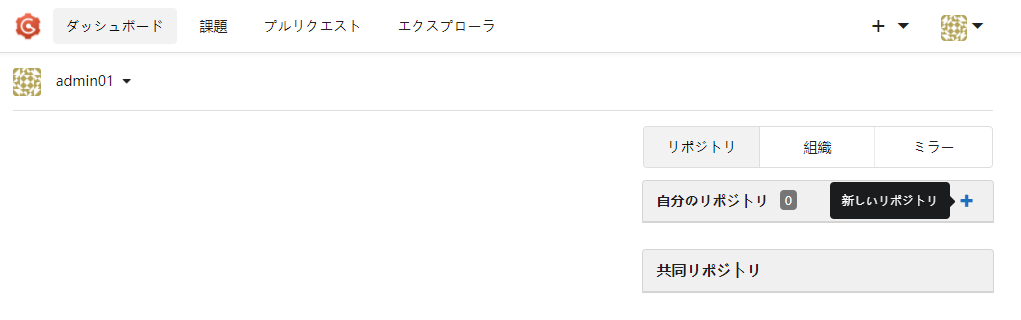 ダッシュボード 課題 プルリクエスト エクスプローラ
admin01
リポジトリ 組織 ミラー
自分のリポジトリ 0 新しいリポジトリ
共同リポジトリ